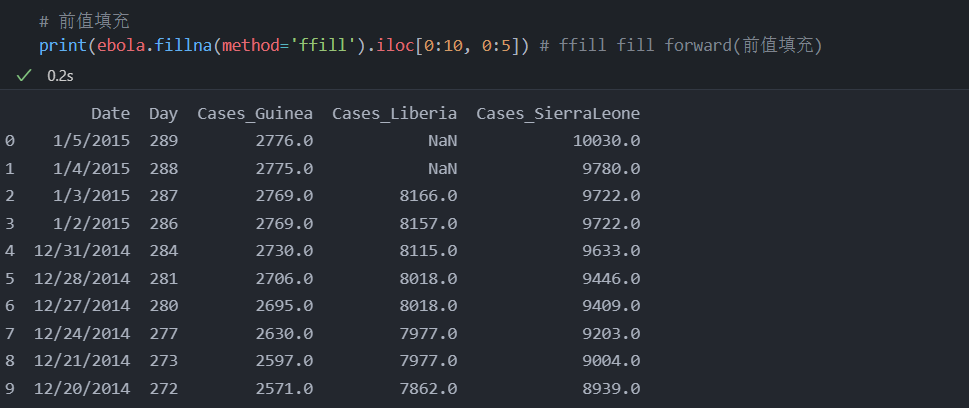 # 前值填充
print(ebola.fillna(method='ffill').iloc[0:10, 0:5]) # ffill fill forward(前值填充)
0.2s
Date Day Cases_Guinea Cases_Liberia Cases_SierraLeone
0 1/5/2015 289 2776.0 NaN 10030.0
1 1/4/2015 288 2775.0 NaN 9780.0
2 1/3/2015 287 2769.0 8166.0 9722.0
3 1/2/2015 286 2769.0 8157.0 9722.0
4 12/31/2014 284 2730.0 8115.0 9633.0
5 12/28/2014 281 2706.0 8018.0 9446.0
6 12/27/2014 280 2695.0 8018.0 9409.0
7 12/24/2014 277 2630.0 7977.0 9203.0
8 12/21/2014 273 2597.0 7977.0 9004.0
9 12/20/2014 272 2571.0 7862.0 8939.0